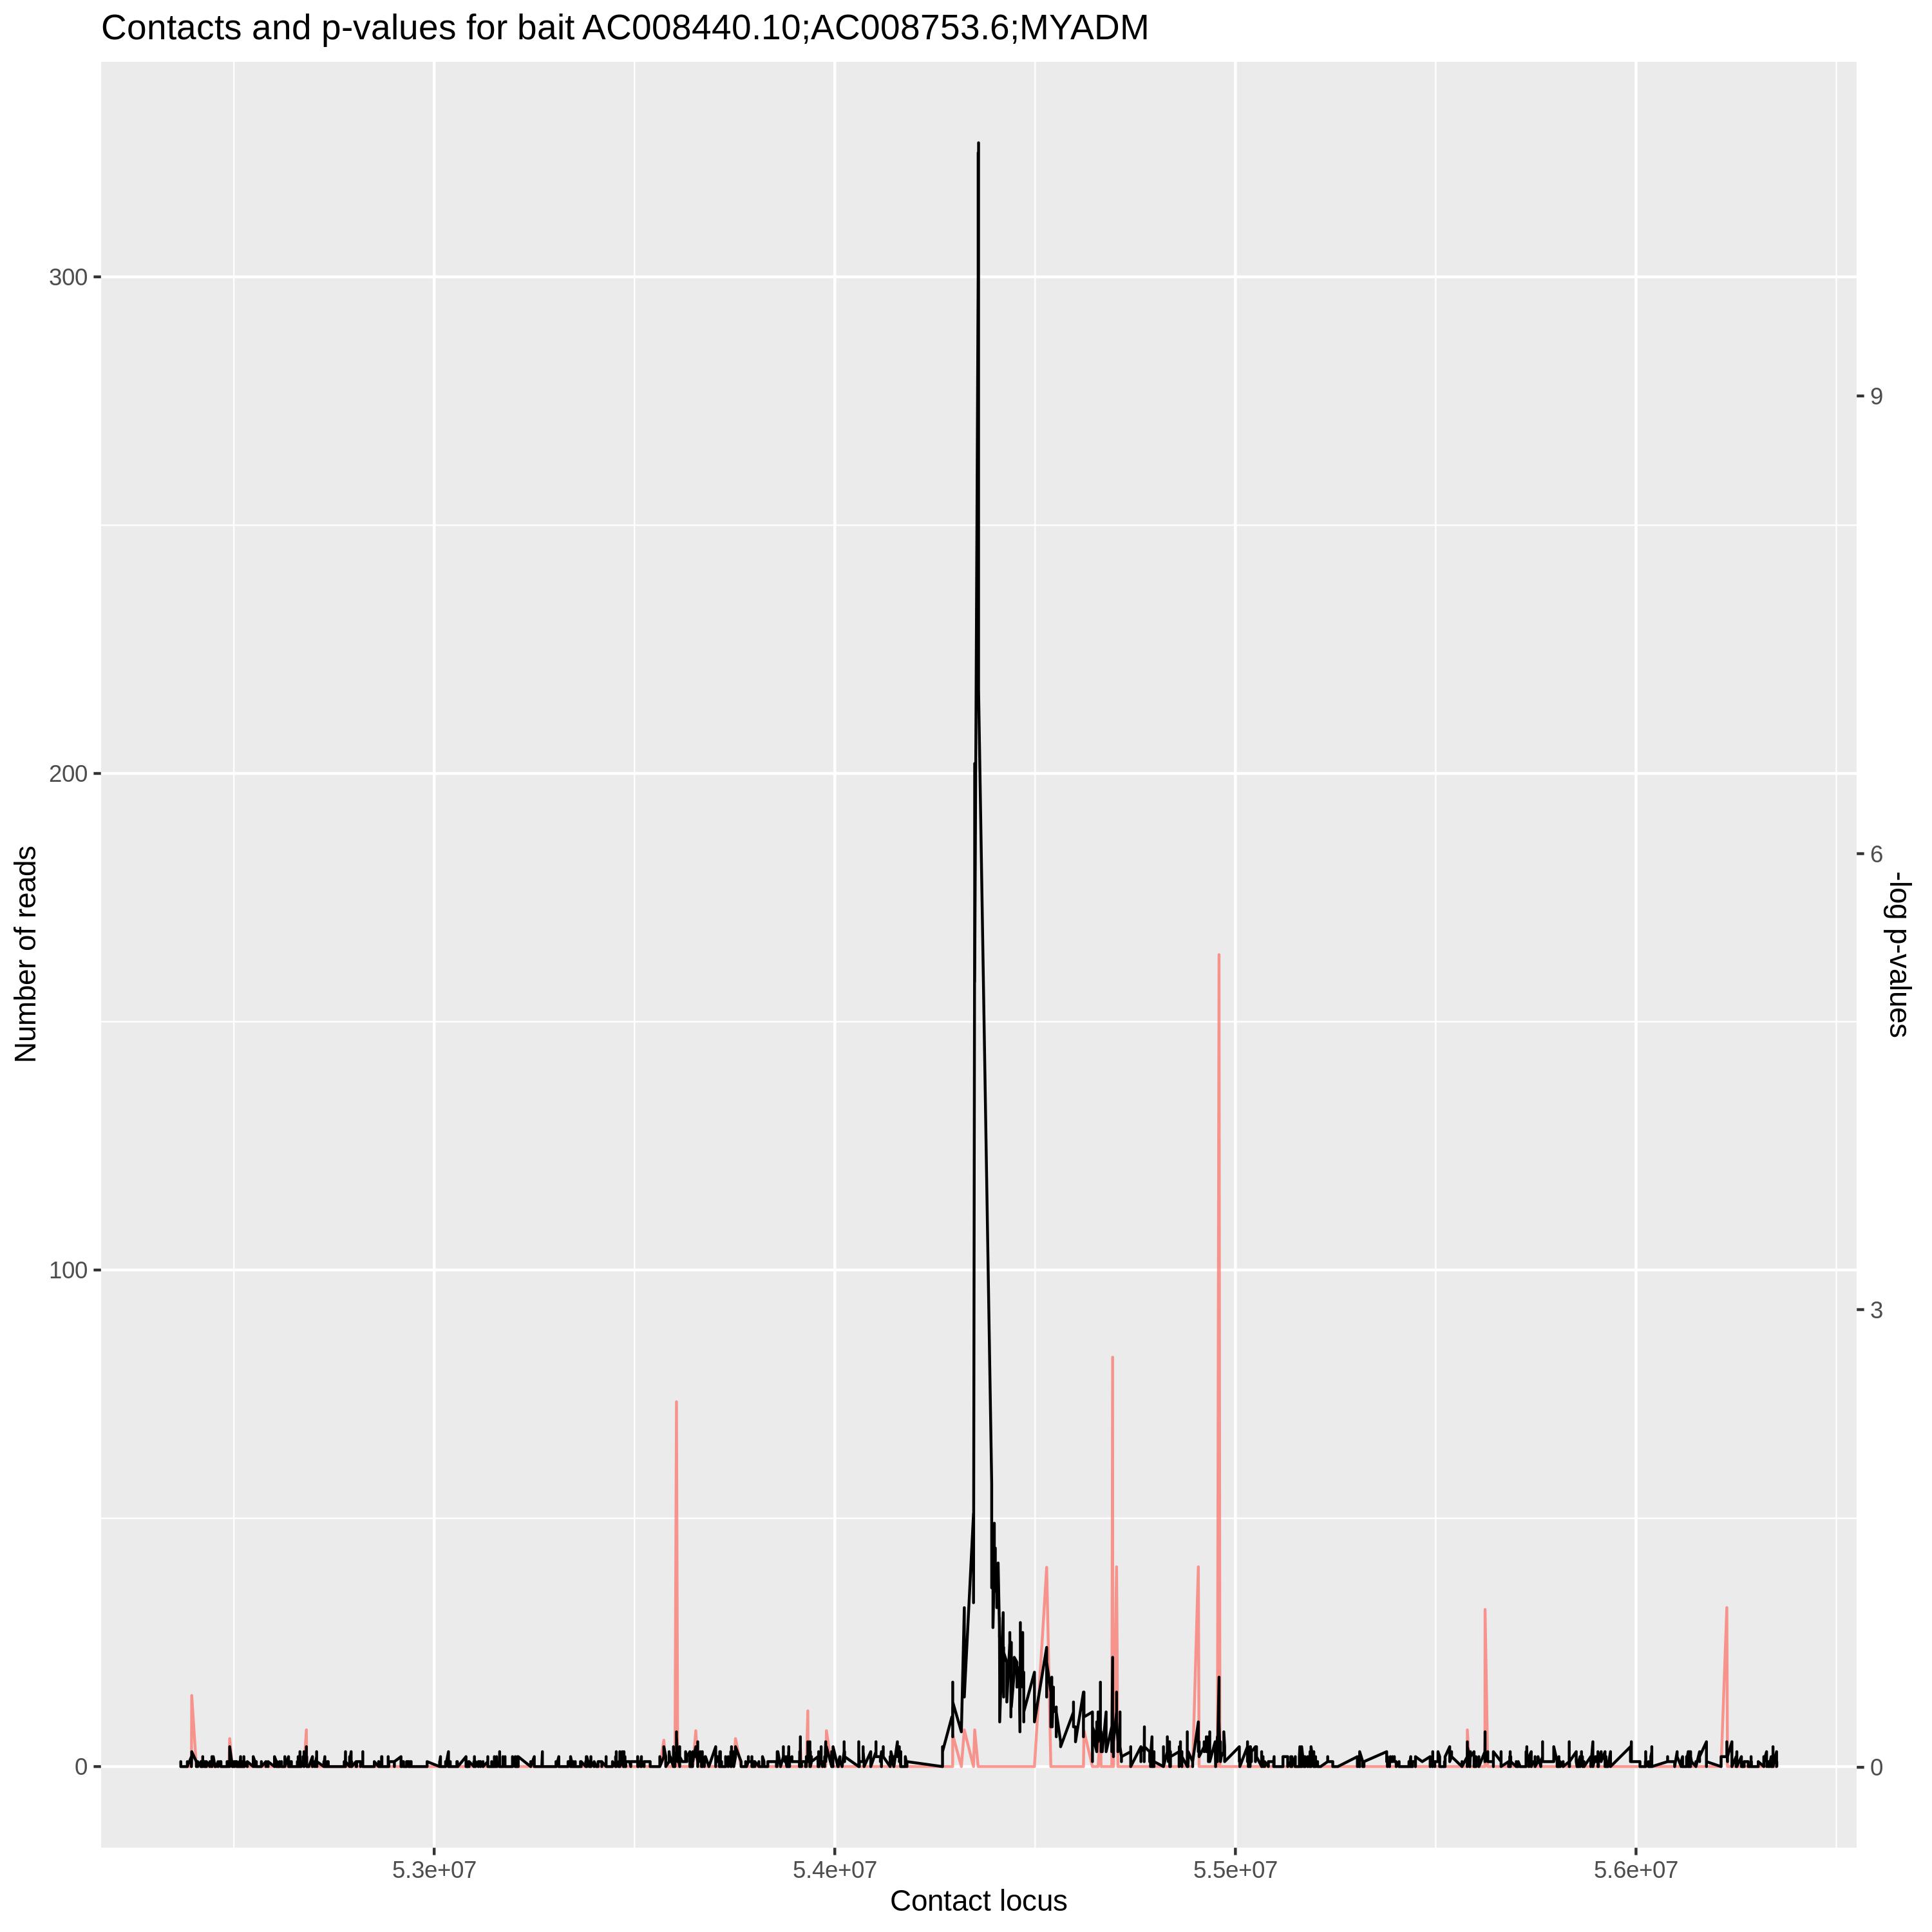 Contacts and p-values for bait AC008440.10;AC008753.6;MYADM
300
200
100
0
Number of reads
9
6
3
0
-log p-values
5.3e+07
5.4e+07
5.5e+07
5.6e+07
Contact locus